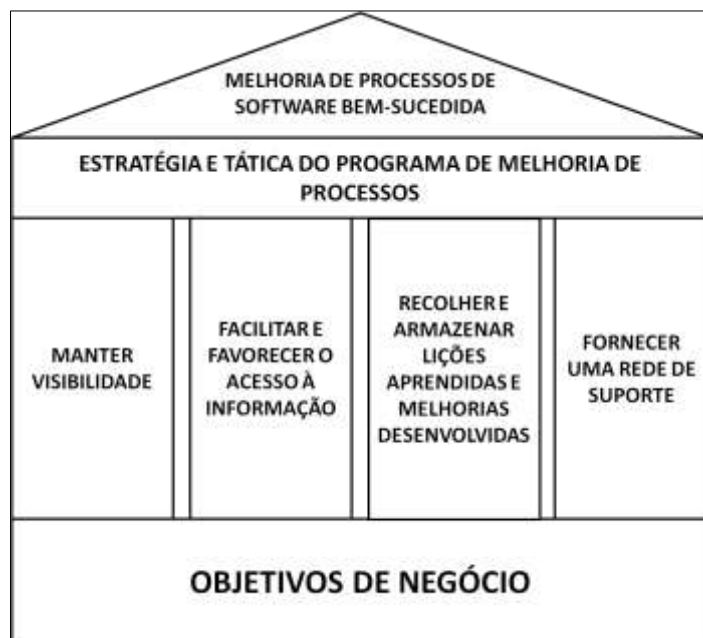 MELHORIA DE PROCESSOS DE
SOFTWARE BEM-SUCEDIDA
ESTRATÉGIA E TÁTICA DO PROGRAMA DE MELHORIA DE
PROCESSOS
MANTER
VISIBILIDADE
FACILITAR E
FAVORECER O
ACESSO À
INFORMAÇÃO
RECOLHER E
ARMAZENAR
LIÇÕES
APRENDIDAS E
MELHORIAS
DESENVOLVIDAS
FORNECER
UMA REDE DE
SUPORTE
OBJETIVOS DE NEGÓCIO